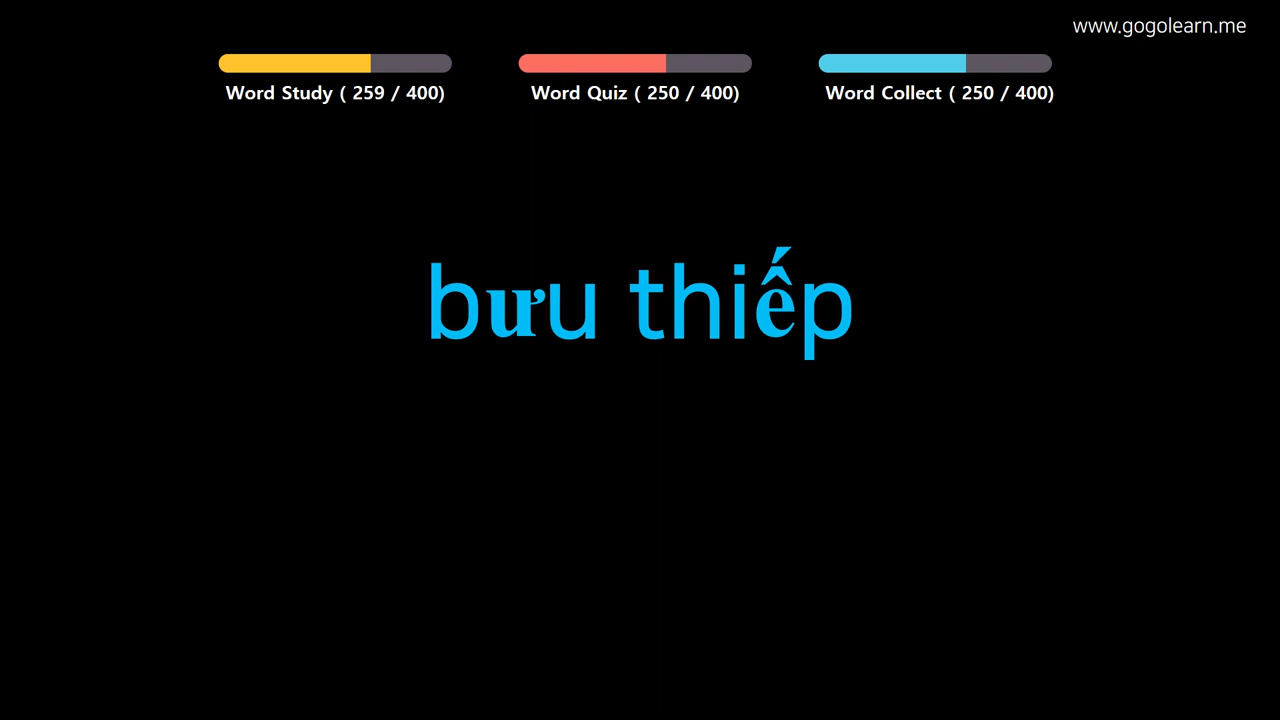 www.gogolearn.me
Word Study ( 259 / 400)
Word Quiz ( 250 / 400)
Word Collect ( 250 / 400)
bưu thiếp